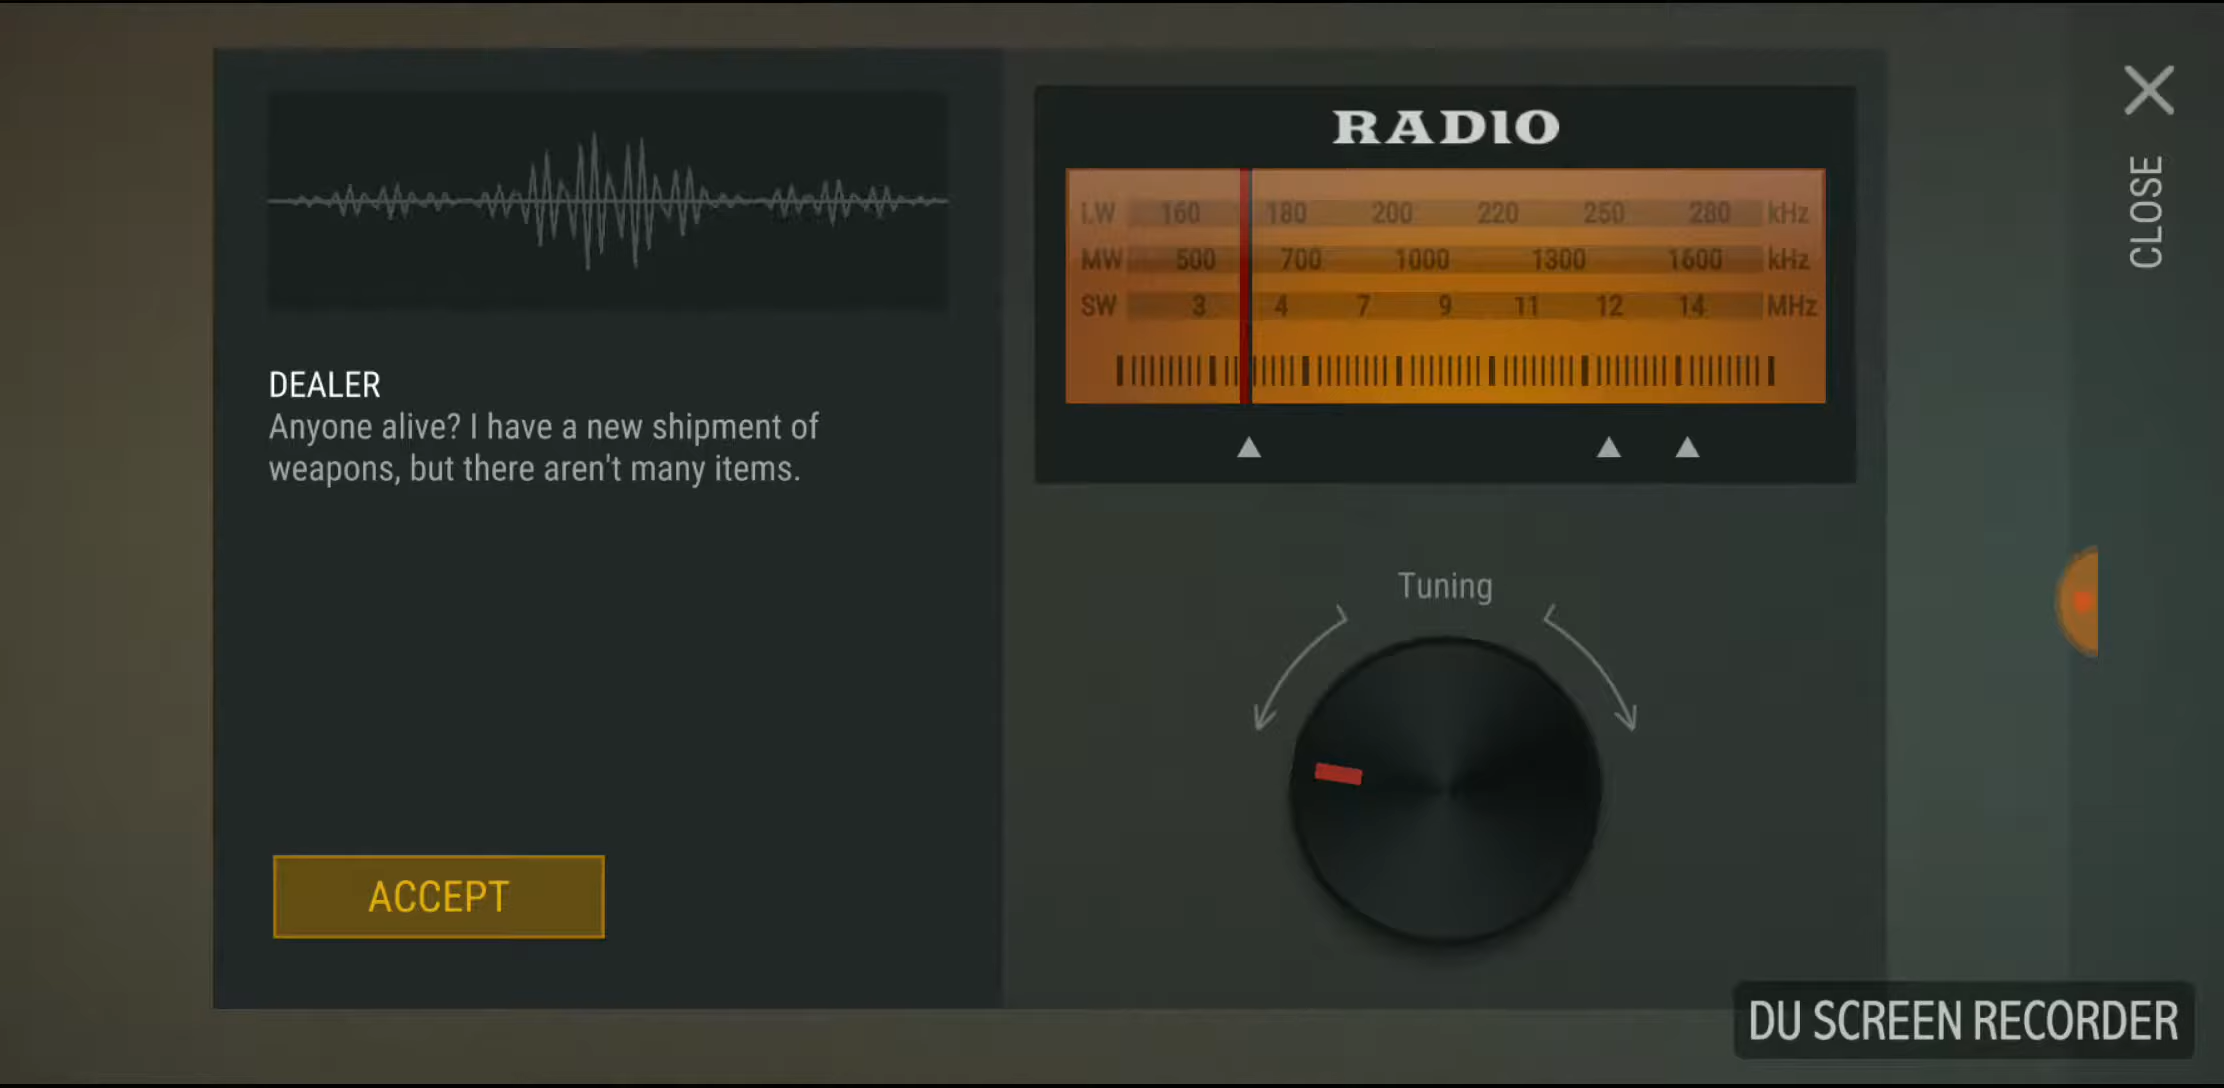 RADIO
LW 160 180 200 220 250 280 kHz
MW 500 700 1000 1300 1600 kHz
SW 3 4 7 9 11 12 14 MHz
DEALER
Anyone alive? I have a new shipment of
weapons, but there aren't many items.
ACCEPT
Tuning
CLOSE
DU SCREEN RECORDER